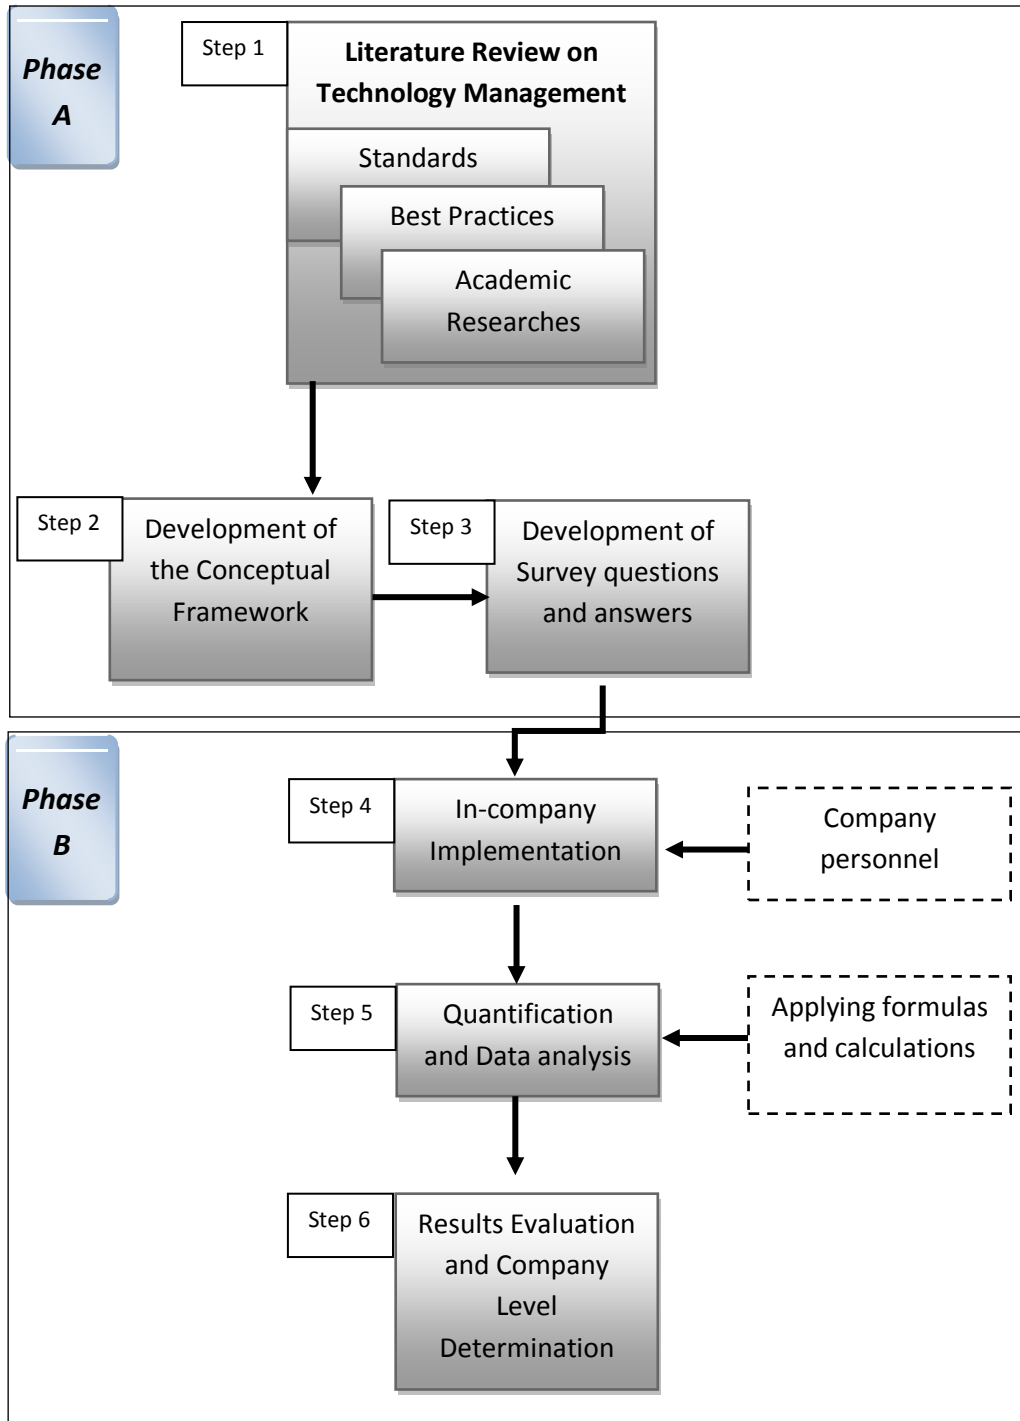 Phase
A
Step 1
Literature Review on
Technology Management
Standards
Best Practices
Academic
Researches
Step 2
Development of
the Conceptual
Framework
Step 3
Development of
Survey questions
and answers
Phase
B
Step 4
In-company
Implementation
Company
personnel
Step 5
Quantification
and Data analysis
Applying formulas
and calculations
Step 6
Results Evaluation
and Company
Level
Determination